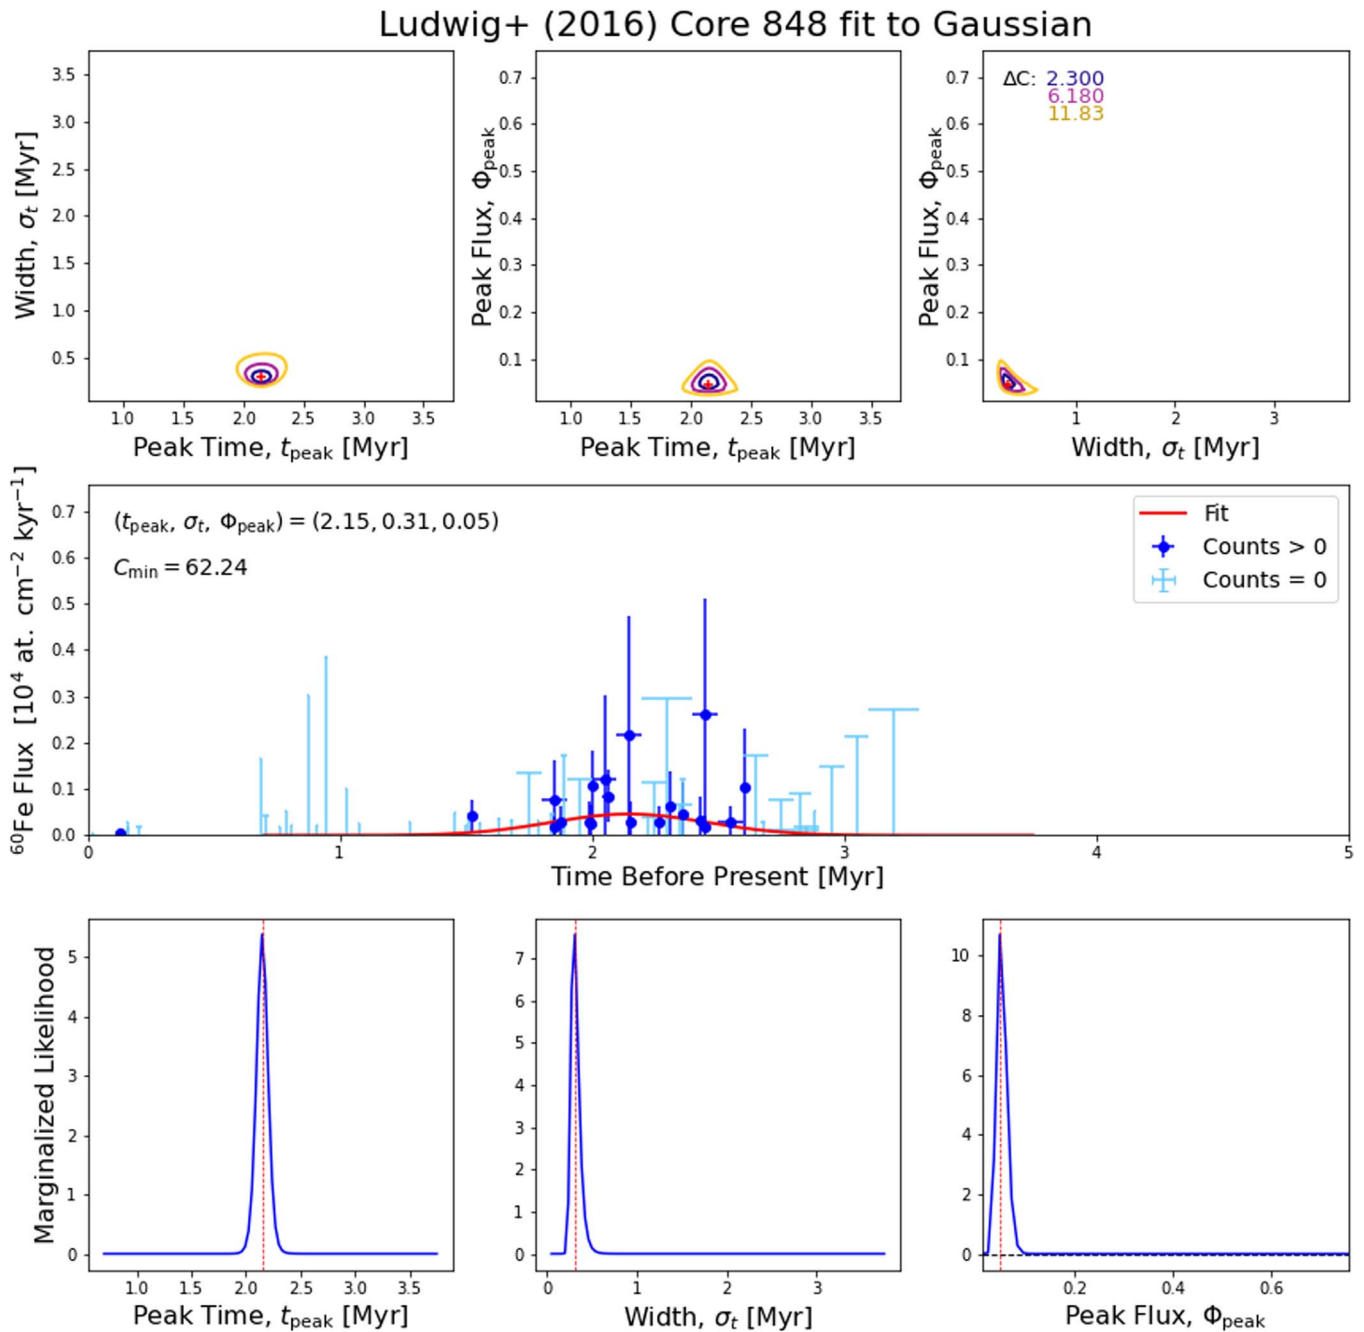 Ludwig+ (2016) Core 848 fit to Gaussian
Width, σt [Myr]
3.5
3.0
2.5
2.0
1.5
1.0
0.5
1.0 1.5 2.0 2.5 3.0 3.5
Peak Time, tpeak [Myr]
Peak Flux, Φpeak
0.7
0.6
0.5
0.4
0.3
0.2
0.1
1.0 1.5 2.0 2.5 3.0 3.5
Peak Time, tpeak [Myr]
Peak Flux, Φpeak
0.7
0.6
0.5
0.4
0.3
0.2
0.1
ΔC: 2.300
6.180
11.83
1 2 3
Width, σt [Myr]
⁶⁰Fe Flux [10⁴ at. cm⁻² kyr⁻¹]
0.7
0.6
0.5
0.4
0.3
0.2
0.1
0.0
(tpeak, σt, Φpeak) = (2.15, 0.31, 0.05)
Cmin = 62.24
Fit
Counts > 0
Counts = 0
0 1 2 3 4 5
Time Before Present [Myr]
Marginalized Likelihood
5
4
3
2
1
0
1.0 1.5 2.0 2.5 3.0 3.5
Peak Time, tpeak [Myr]
7
6
5
4
3
2
1
0
0 1 2 3
Width, σt [Myr]
10
8
6
4
2
0
0.2 0.4 0.6
Peak Flux, Φpeak